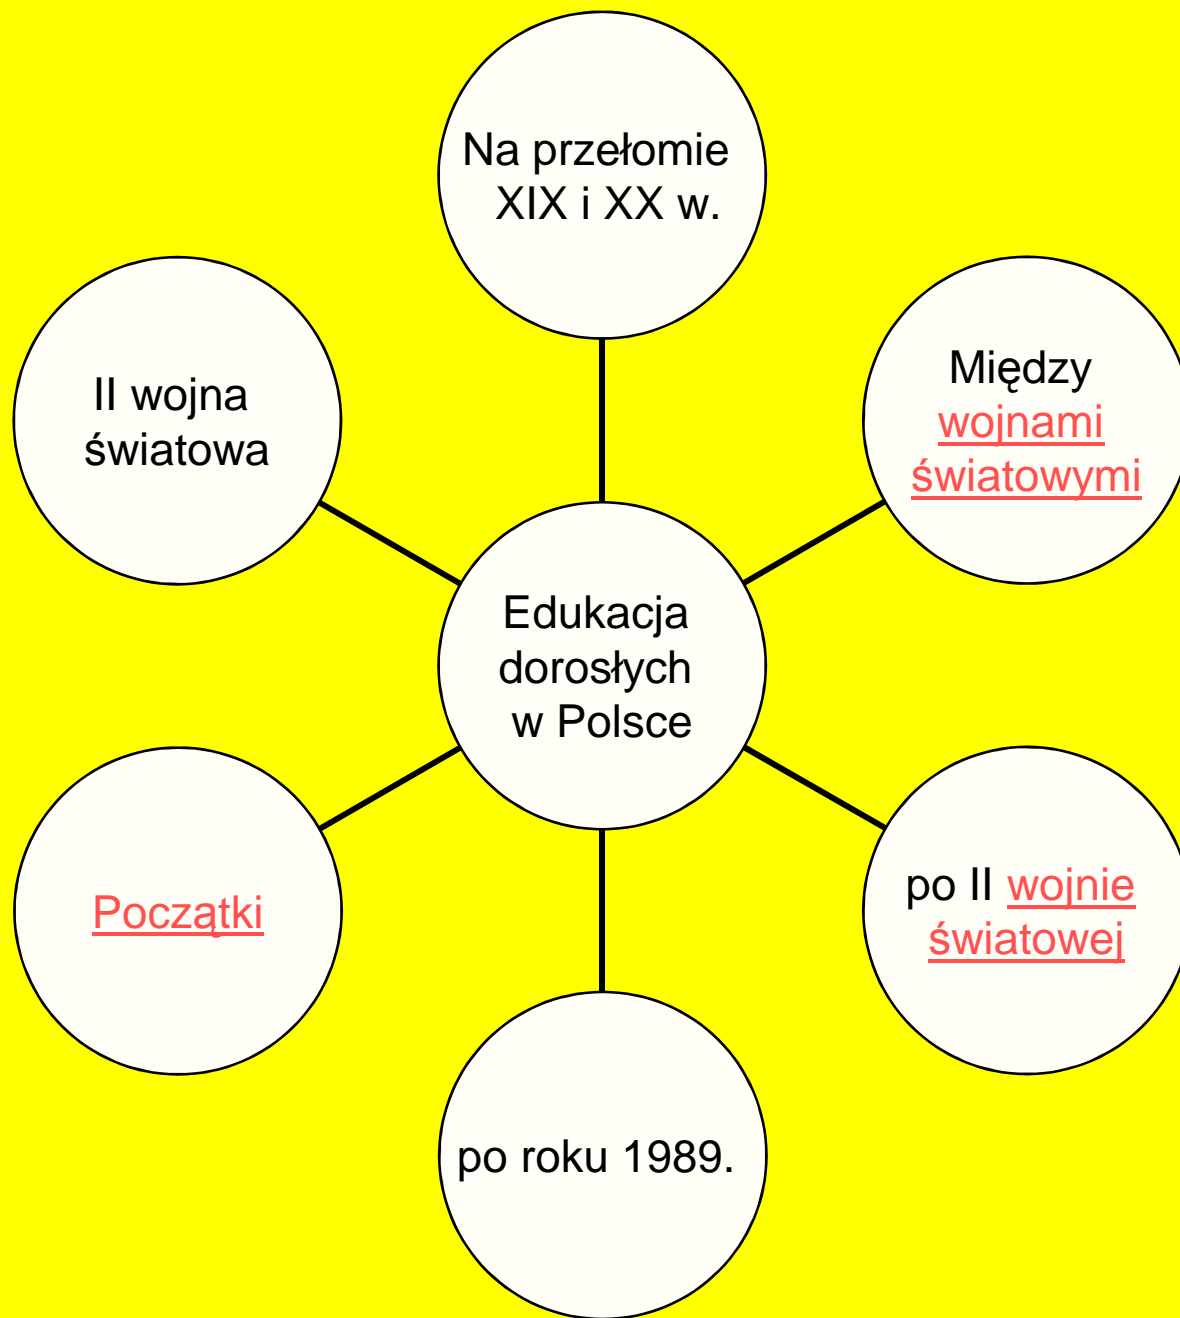 Na przełomie
XIX i XX w.
II wojna
światowa
Między
wojnami
światowymi
Edukacja
dorosłych
w Polsce
Początki
po II wojnie
światowej
po roku 1989.